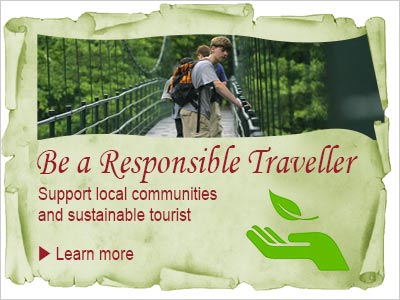 Be a Responsible Traveller
Support local communities
and sustainable tourist
Learn more